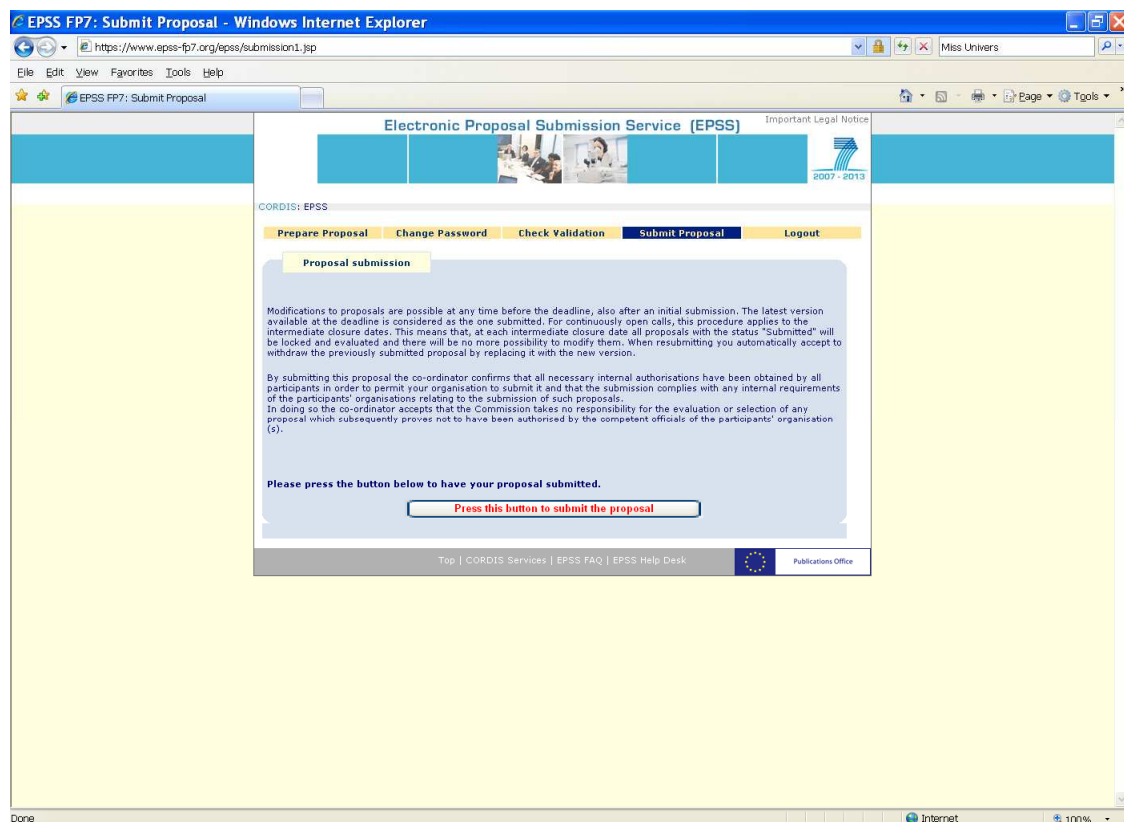 EPSS FP7: Submit Proposal - Windows Internet Explorer
https://www.epss-fp7.org/epss/submission1.jsp
Miss Univers
File Edit View Favorites Tools Help
EPSS FP7: Submit Proposal
Page Tools
Electronic Proposal Submission Service (EPSS)
Important Legal Notice
2007 - 2013
CORDIS: EPSS
Prepare Proposal Change Password Check Validation Submit Proposal Logout
Proposal submission
Modifications to proposals are possible at any time before the deadline, also after an initial submission. The latest version
available at the deadline is considered as the one submitted. For continuously open calls, this procedure applies to the
intermediate closure dates. This means that, at each intermediate closure date all proposals with the status "Submitted" will
be locked and evaluated and there will be no more possibility to modify them. When resubmitting you automatically accept to
withdraw the previously submitted proposal by replacing it with the new version.
By submitting this proposal the co-ordinator confirms that all necessary internal authorisations have been obtained by all
participants in order to permit your organisation to submit it and that the submission complies with any internal requirements
of the participants' organisations relating to the submission of such proposals.
In doing so the co-ordinator accepts that the Commission takes no responsibility for the evaluation or selection of any
proposal which subsequently proves not to have been authorised by the competent officials of the participants' organisation
(s).
Please press the button below to have your proposal submitted.
Press this button to submit the proposal
Top | CORDIS Services | EPSS FAQ | EPSS Help Desk
Publications Office
Done
Internet
100%